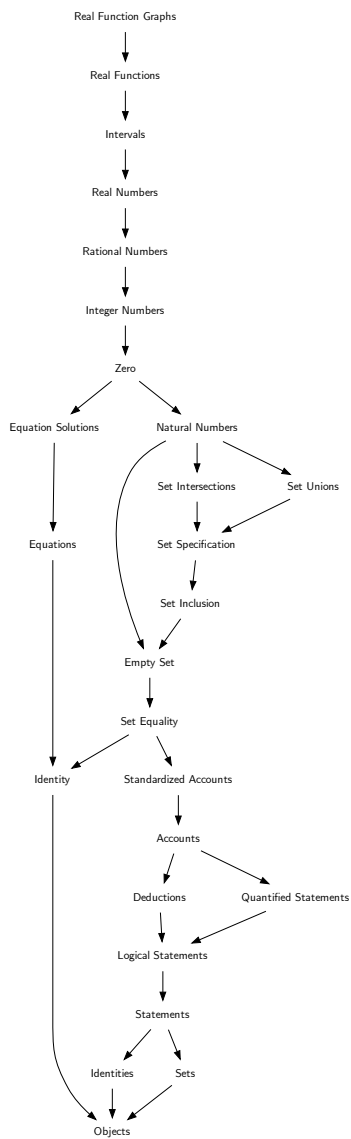 Real Function Graphs
Real Functions
Intervals
Real Numbers
Rational Numbers
Integer Numbers
Zero
Equation Solutions
Natural Numbers
Set Intersections
Set Unions
Equations
Set Specification
Set Inclusion
Empty Set
Set Equality
Identity
Standardized Accounts
Accounts
Deductions
Quantified Statements
Logical Statements
Statements
Identities
Sets
Objects